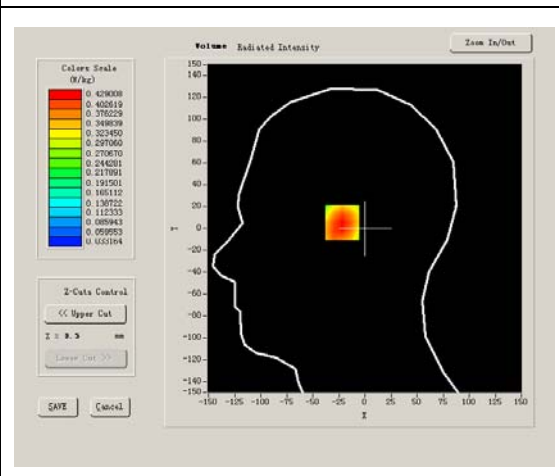 Volume Radiated Intensity
Zoom In/Out
Colors Scale
(W/kg)
0.429008
0.402619
0.376229
0.349839
0.323450
0.297060
0.270670
0.244281
0.217891
0.191501
0.165112
0.138722
0.112333
0.085943
0.059553
0.033164
150
140
120
100
80
60
40
20
0
-20
-40
-60
-80
-100
-120
-140
-150
Y
-150 -125 -100 -75 -50 -25 0 25 50 75 100 125 150
X
Z-Cuts Control
<< Upper Cut
Z = 0.5 mm
Lower Cut >>
SAVE
Cancel